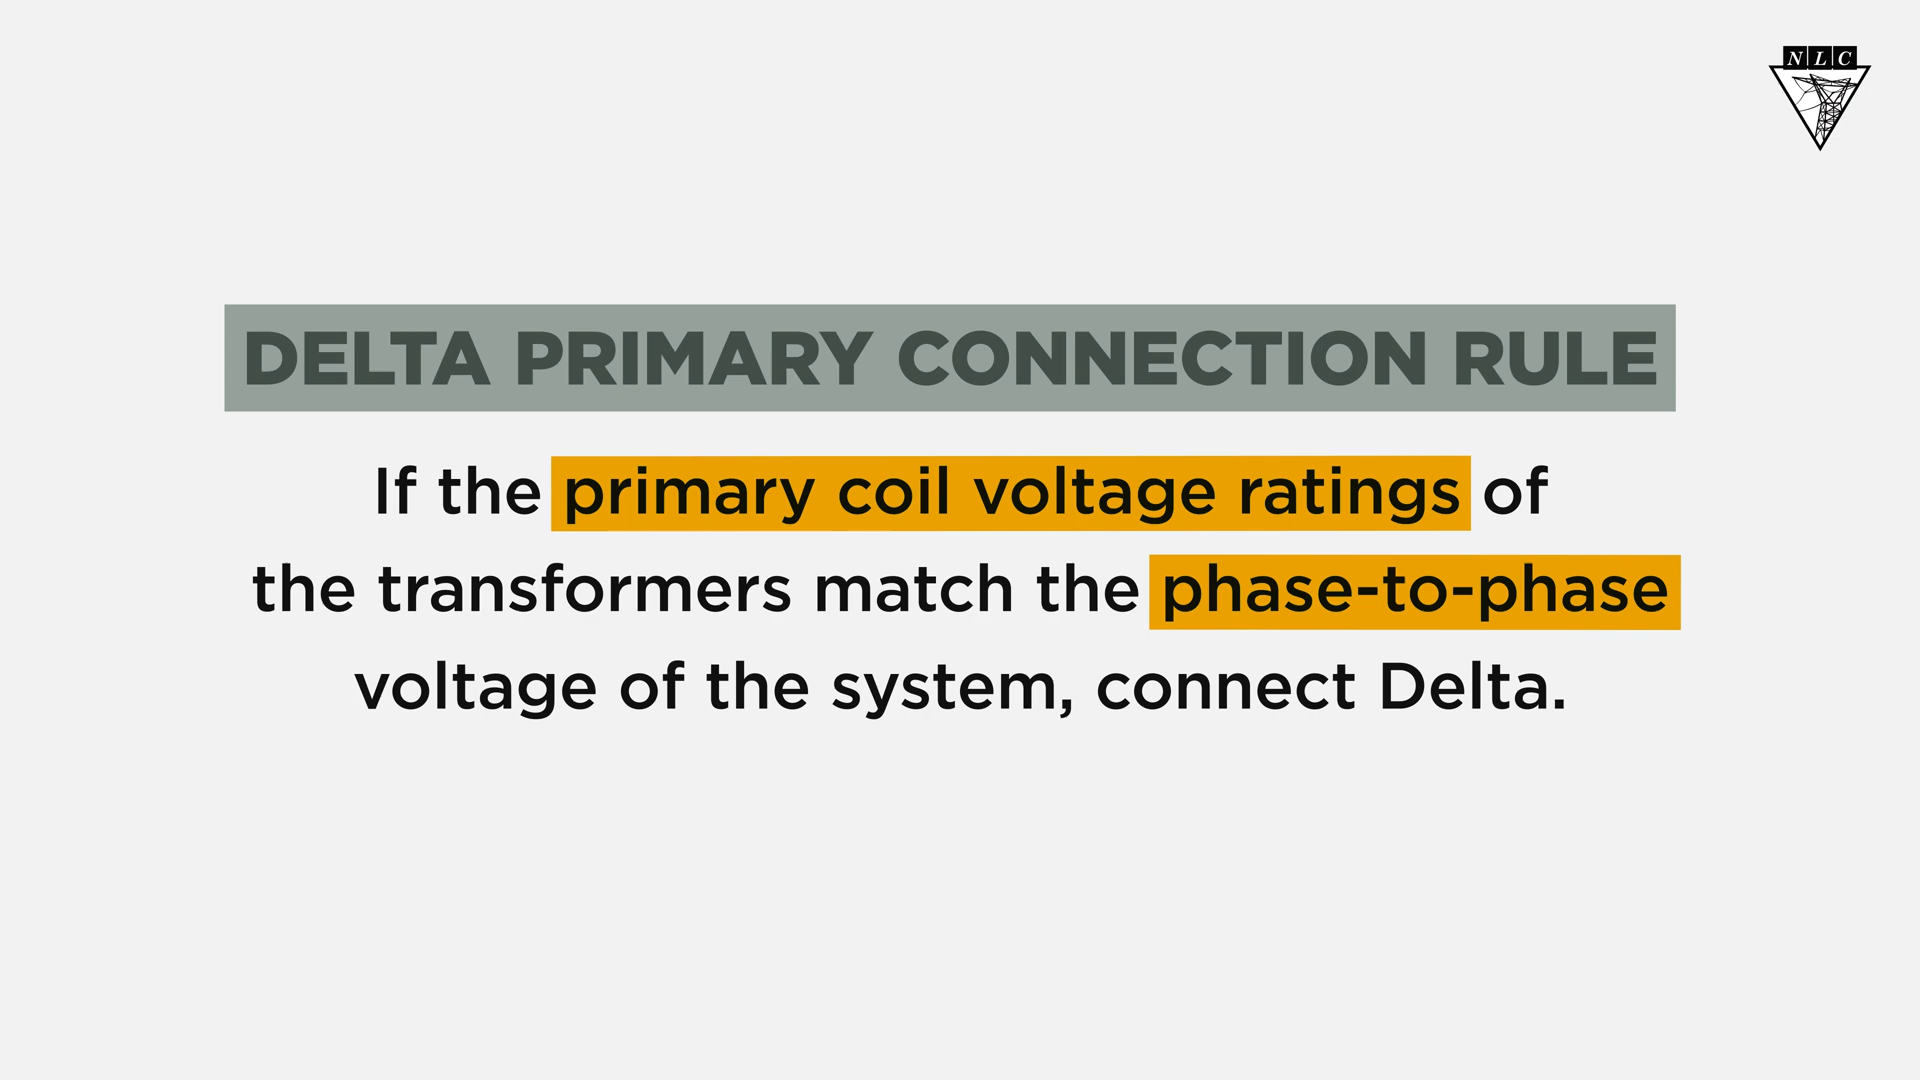 NLC
DELTA PRIMARY CONNECTION RULE
If the primary coil voltage ratings of
the transformers match the phase-to-phase
voltage of the system, connect Delta.